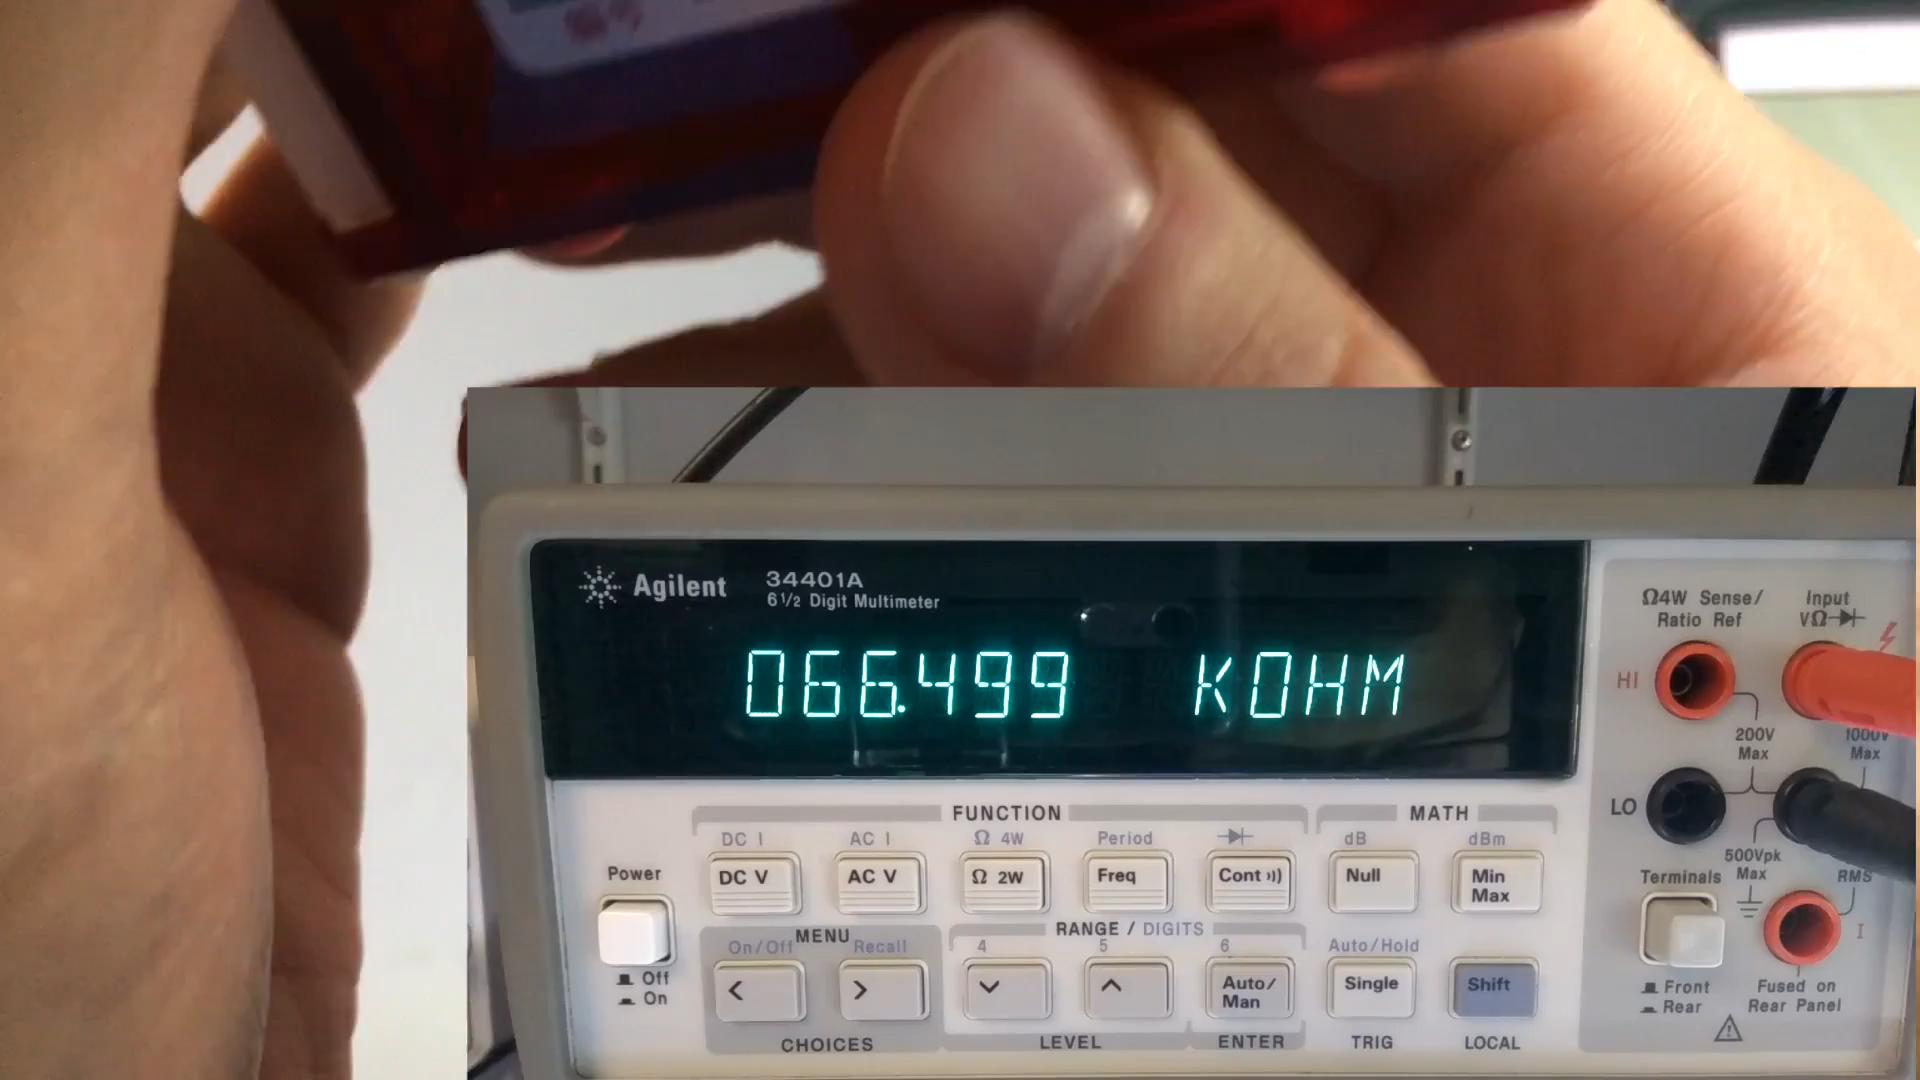 Agilent
34401A
6½ Digit Multimeter
066.499 KOHM
Ω4W Sense/
Ratio Ref
Input
VΩ
HI
200V
Max
1000V
Max
LO
500Vpk
Max
FUNCTION
MATH
DC I
AC I
Ω 4W
Period
dB
dBm
Power
DC V
AC V
Ω 2W
Freq
Cont
Null
Min
Max
Terminals
RMS
MENU
RANGE / DIGITS
On/Off
Recall
4
5
6
Auto/Hold
I
Off
On
<
>
Auto/
Man
Single
Shift
Front
Rear
Fused on
Rear Panel
CHOICES
LEVEL
ENTER
TRIG
LOCAL